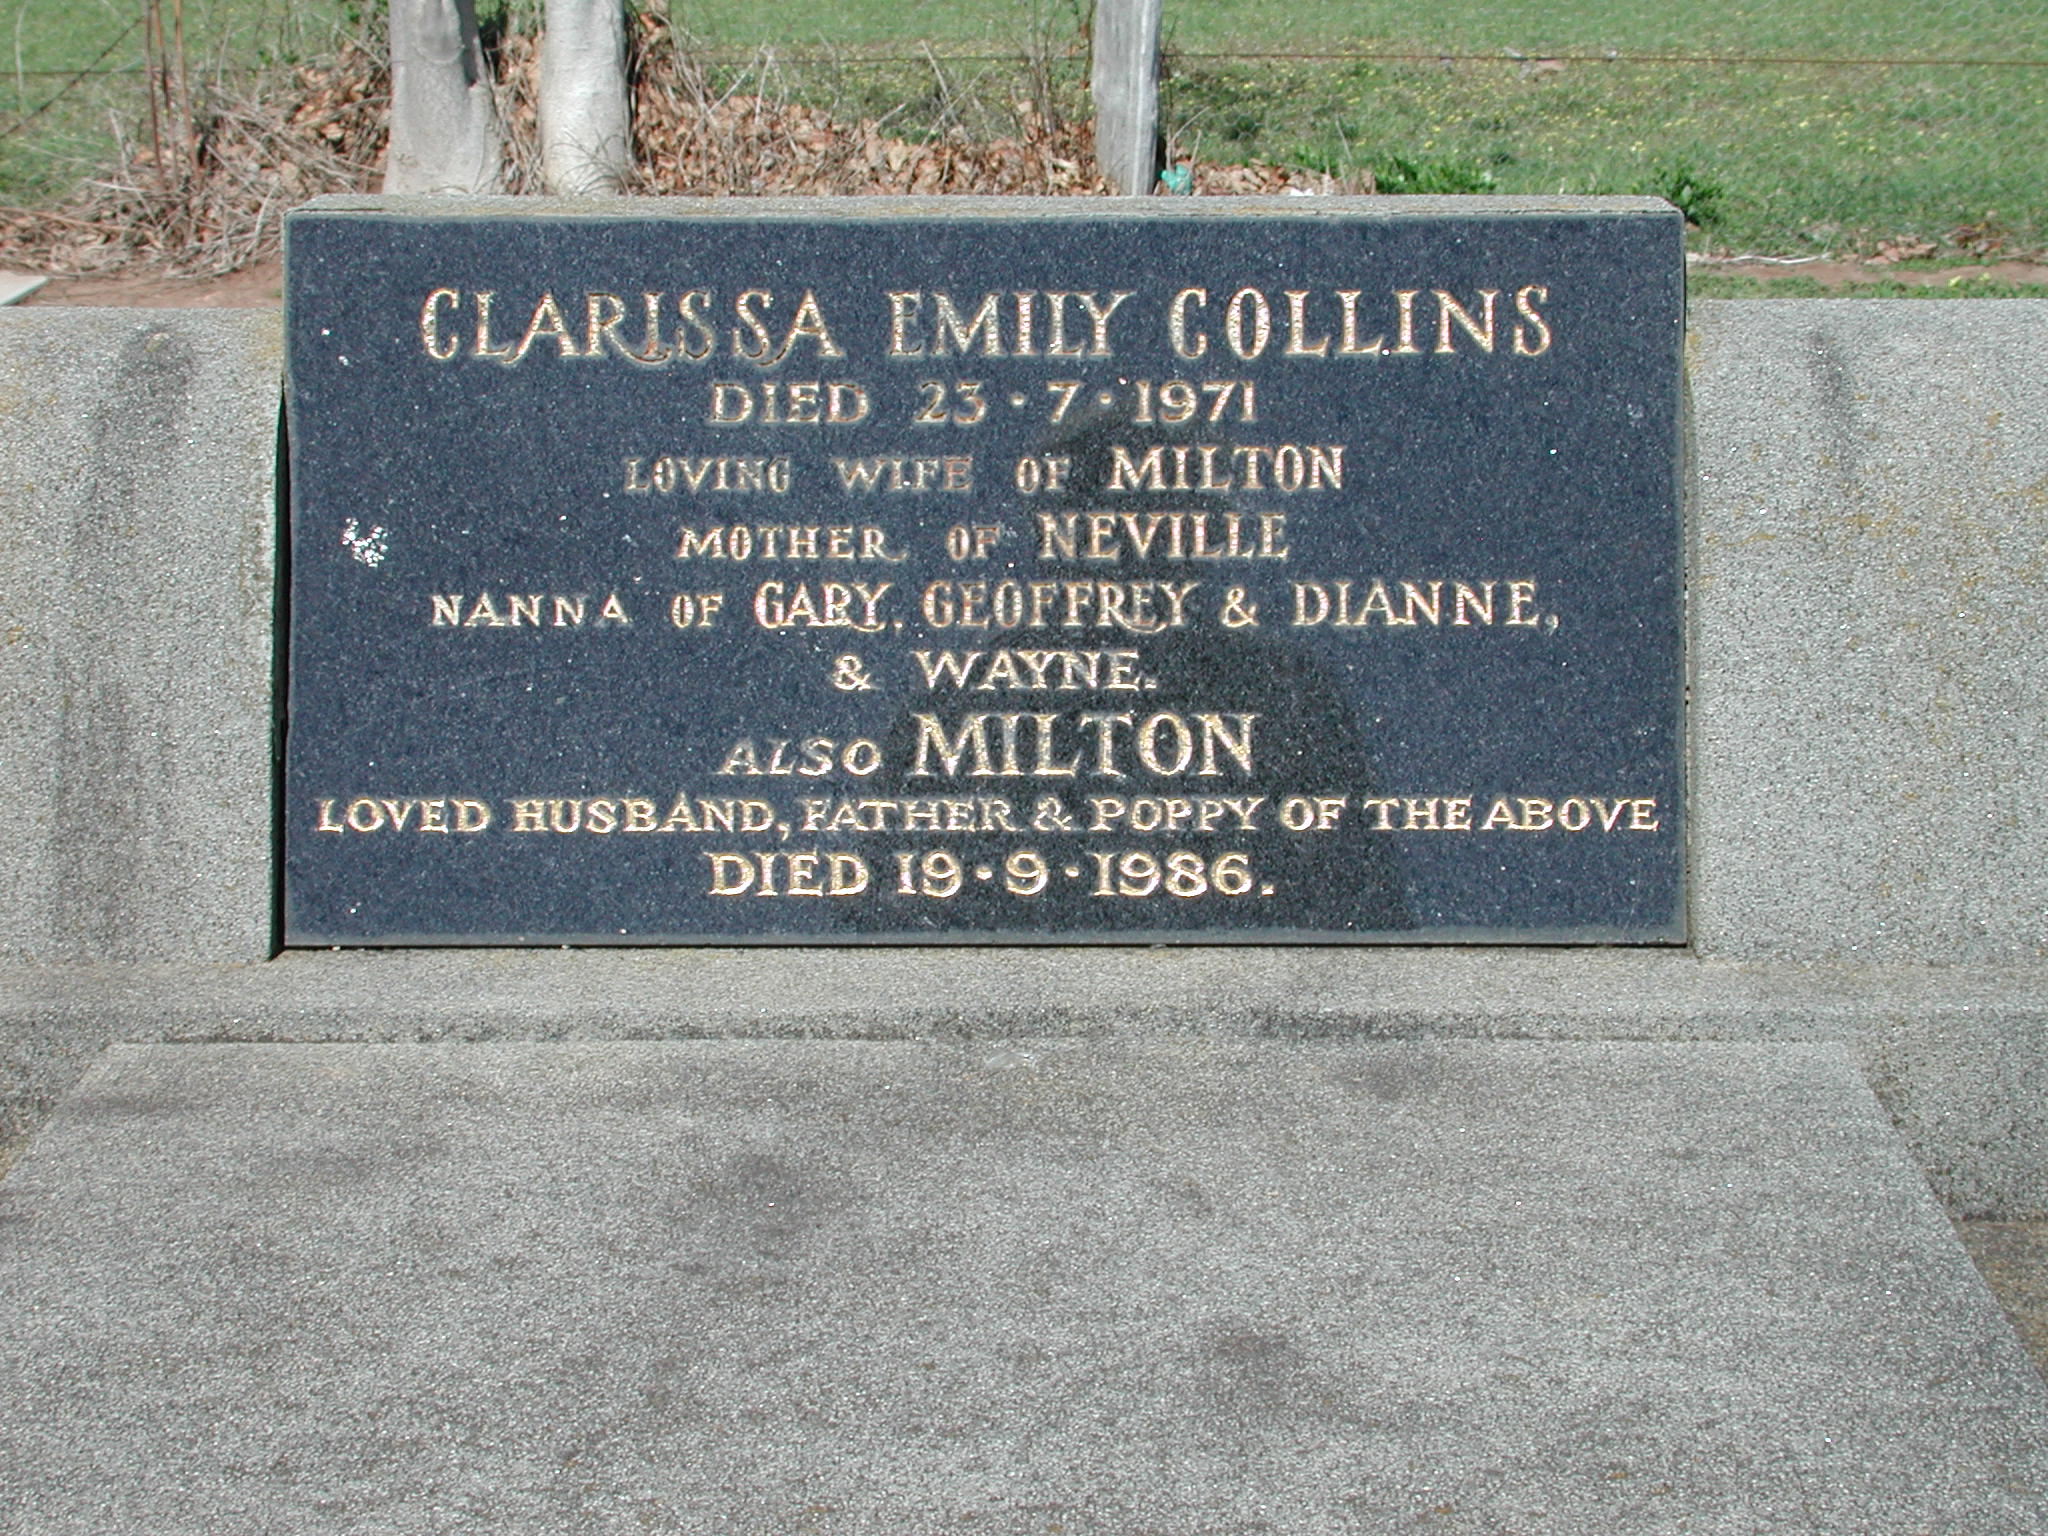 CLARISSA EMILY COLLINS
DIED 23 · 7 · 1971
LOVING WIFE OF MILTON
MOTHER OF NEVILLE
NANNA OF GARY, GEOFFREY & DIANNE,
& WAYNE.
ALSO MILTON
LOVED HUSBAND, FATHER & POPPY OF THE ABOVE
DIED 19 · 9 · 1986.